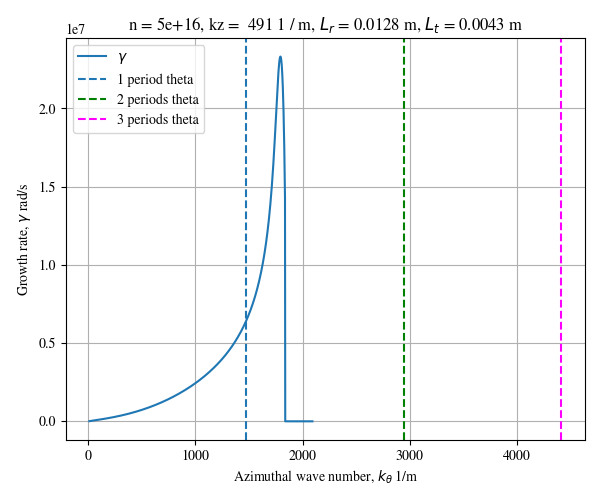 n = 5e+16, kz =  491 1 / m, L_r = 0.0128 m, L_t = 0.0043 m
1e7
γ
1 period theta
2 periods theta
3 periods theta
2.0
1.5
1.0
0.5
0.0
Growth rate, γ rad/s
0 1000 2000 3000 4000
Azimuthal wave number, k_θ 1/m